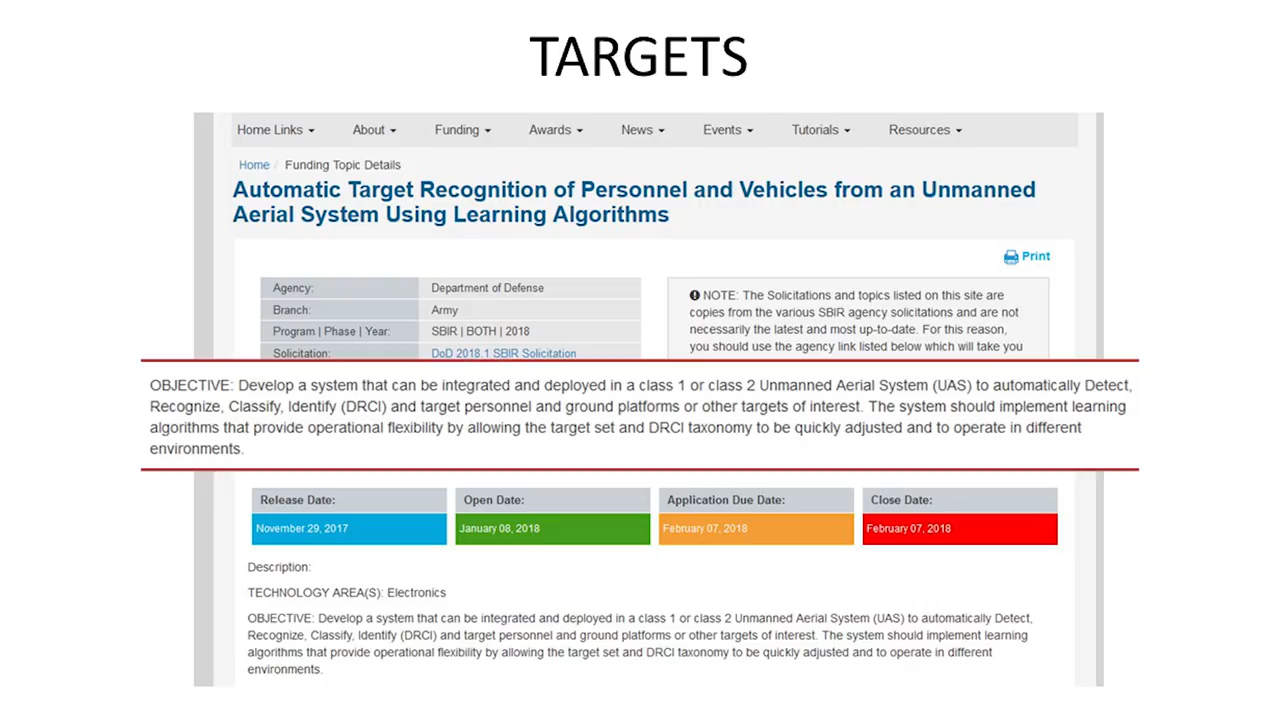 TARGETS
Home Links About Funding Awards News Events Tutorials Resources
Home / Funding Topic Details
Automatic Target Recognition of Personnel and Vehicles from an Unmanned
Aerial System Using Learning Algorithms
Print
Agency: Department of Defense
Branch: Army
Program | Phase | Year: SBIR | BOTH | 2018
Solicitation: DoD 2018.1 SBIR Solicitation
NOTE: The Solicitations and topics listed on this site are
copies from the various SBIR agency solicitations and are not
necessarily the latest and most up-to-date. For this reason,
you should use the agency link listed below which will take you
OBJECTIVE: Develop a system that can be integrated and deployed in a class 1 or class 2 Unmanned Aerial System (UAS) to automatically Detect,
Recognize, Classify, Identify (DRCI) and target personnel and ground platforms or other targets of interest. The system should implement learning
algorithms that provide operational flexibility by allowing the target set and DRCI taxonomy to be quickly adjusted and to operate in different
environments.
Release Date: Open Date: Application Due Date: Close Date:
November 29, 2017 January 08, 2018 February 07, 2018 February 07, 2018
Description:
TECHNOLOGY AREA(S): Electronics
OBJECTIVE: Develop a system that can be integrated and deployed in a class 1 or class 2 Unmanned Aerial System (UAS) to automatically Detect,
Recognize, Classify, Identify (DRCI) and target personnel and ground platforms or other targets of interest. The system should implement learning
algorithms that provide operational flexibility by allowing the target set and DRCI taxonomy to be quickly adjusted and to operate in different
environments.